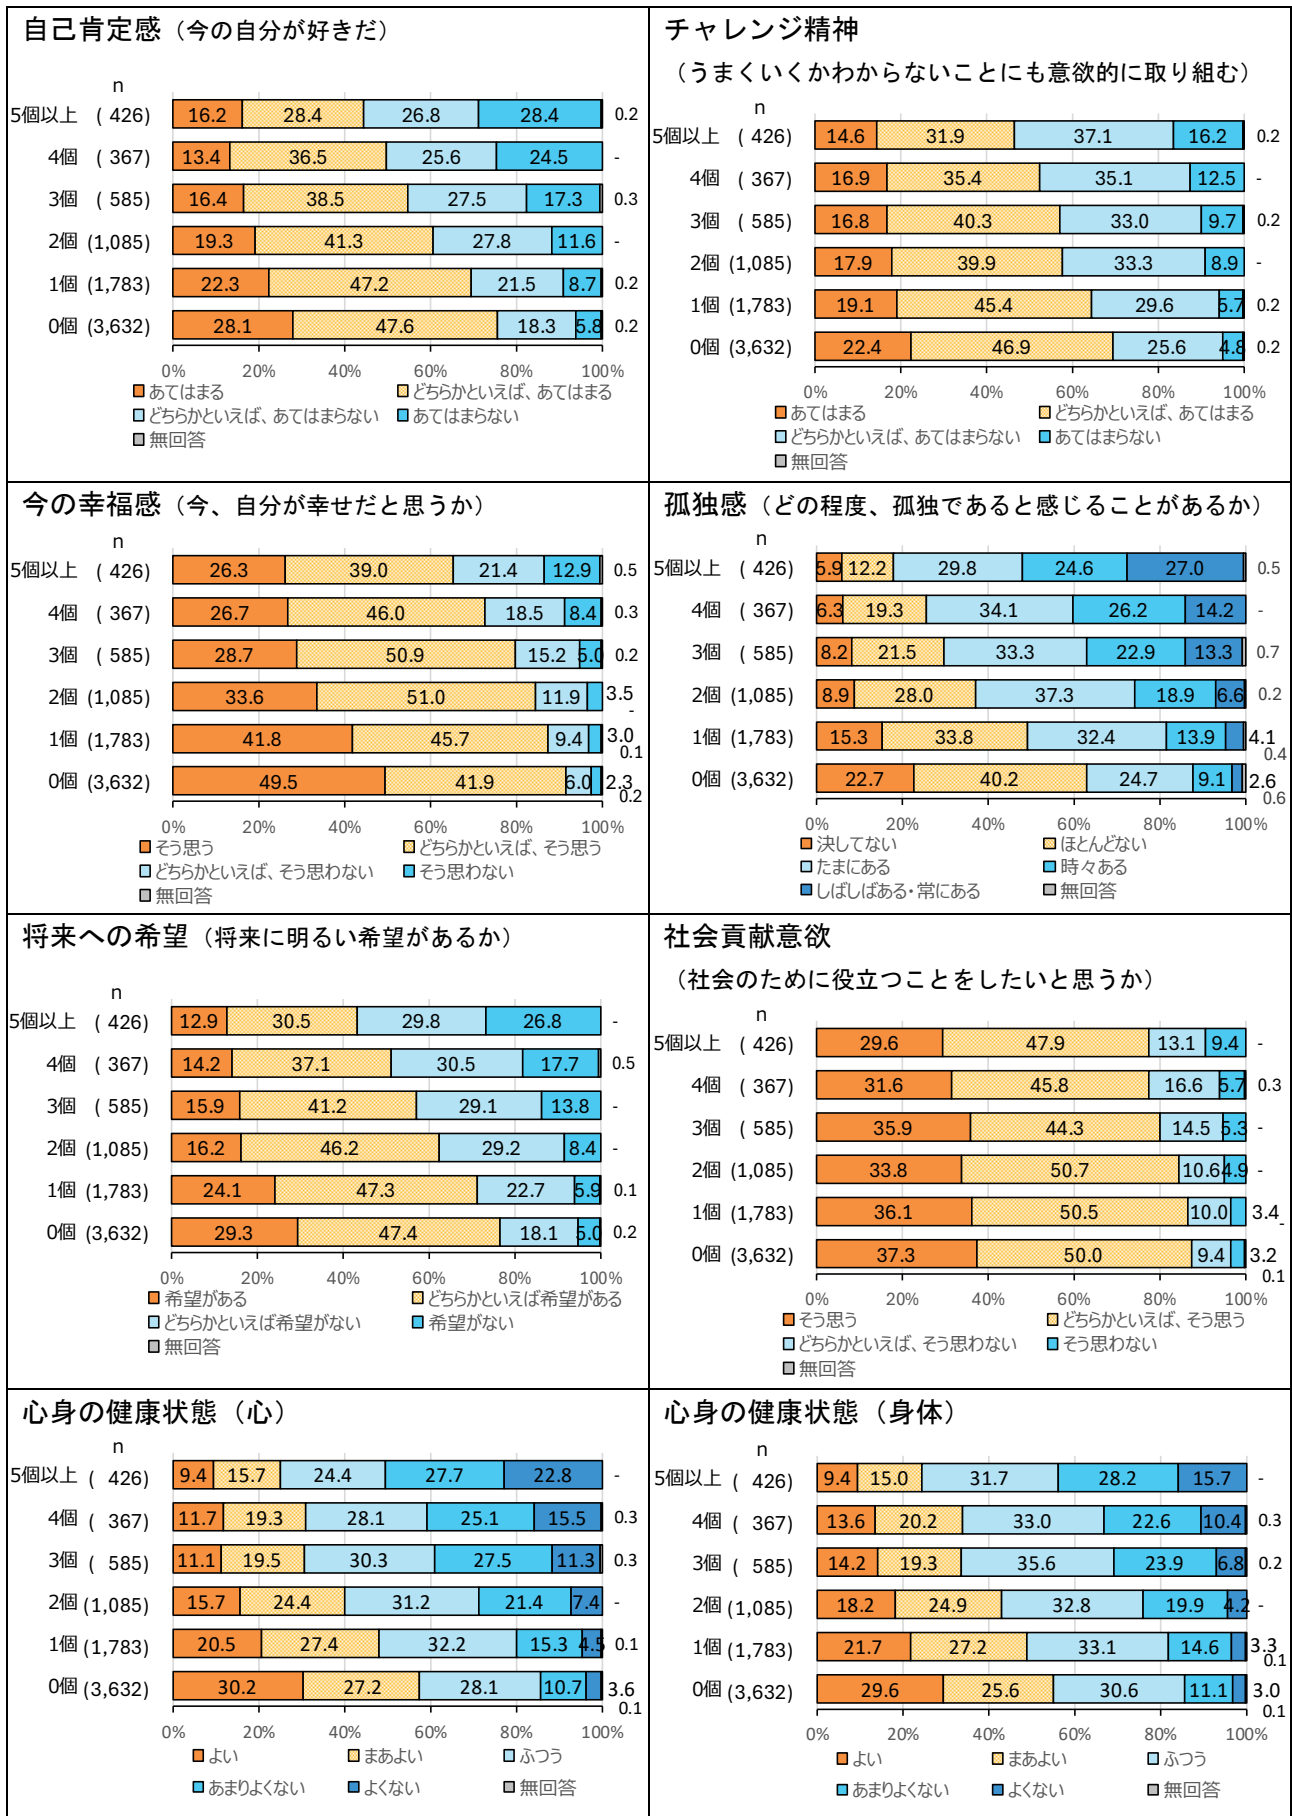 自己肯定感（今の自分が好きだ）
n
5個以上 ( 426) 16.2 28.4 26.8 28.4 0.2
4個 ( 367) 13.4 36.5 25.6 24.5 -
3個 ( 585) 16.4 38.5 27.5 17.3 0.3
2個 (1,085) 19.3 41.3 27.8 11.6 -
1個 (1,783) 22.3 47.2 21.5 8.7 0.2
0個 (3,632) 28.1 47.6 18.3 5.8 0.2
0% 20% 40% 60% 80% 100%
あてはまる どちらかといえば、あてはまる
どちらかといえば、あてはまらない あてはまらない
無回答
チャレンジ精神
（うまくいくかわからないことにも意欲的に取り組む）
n
5個以上 ( 426) 14.6 31.9 37.1 16.2 0.2
4個 ( 367) 16.9 35.4 35.1 12.5 -
3個 ( 585) 16.8 40.3 33.0 9.7 0.2
2個 (1,085) 17.9 39.9 33.3 8.9 -
1個 (1,783) 19.1 45.4 29.6 5.7 0.2
0個 (3,632) 22.4 46.9 25.6 4.8 0.2
0% 20% 40% 60% 80% 100%
あてはまる どちらかといえば、あてはまる
どちらかといえば、あてはまらない あてはまらない
無回答
今の幸福感（今、自分が幸せだと思うか）
n
5個以上 ( 426) 26.3 39.0 21.4 12.9 0.5
4個 ( 367) 26.7 46.0 18.5 8.4 0.3
3個 ( 585) 28.7 50.9 15.2 5.0 0.2
2個 (1,085) 33.6 51.0 11.9 3.5 -
1個 (1,783) 41.8 45.7 9.4 3.0 0.1
0個 (3,632) 49.5 41.9 6.0 2.3 0.2
0% 20% 40% 60% 80% 100%
そう思う どちらかといえば、そう思う
どちらかといえば、そう思わない そう思わない
無回答
孤独感（どの程度、孤独であると感じることがあるか）
n
5個以上 ( 426) 5.9 12.2 29.8 24.6 27.0 0.5
4個 ( 367) 6.3 19.3 34.1 26.2 14.2 -
3個 ( 585) 8.2 21.5 33.3 22.9 13.3 0.7
2個 (1,085) 8.9 28.0 37.3 18.9 6.6 0.2
1個 (1,783) 15.3 33.8 32.4 13.9 4.1 0.4
0個 (3,632) 22.7 40.2 24.7 9.1 2.6 0.6
0% 20% 40% 60% 80% 100%
決してない ほとんどない
たまにある 時々ある
しばしばある・常にある 無回答
将来への希望（将来に明るい希望があるか）
n
5個以上 ( 426) 12.9 30.5 29.8 26.8 -
4個 ( 367) 14.2 37.1 30.5 17.7 0.5
3個 ( 585) 15.9 41.2 29.1 13.8 -
2個 (1,085) 16.2 46.2 29.2 8.4 -
1個 (1,783) 24.1 47.3 22.7 5.9 0.1
0個 (3,632) 29.3 47.4 18.1 5.0 0.2
0% 20% 40% 60% 80% 100%
希望がある どちらかといえば希望がある
どちらかといえば希望がない 希望がない
無回答
社会貢献意欲
（社会のために役立つことをしたいと思うか）
n
5個以上 ( 426) 29.6 47.9 13.1 9.4 -
4個 ( 367) 31.6 45.8 16.6 5.7 0.3
3個 ( 585) 35.9 44.3 14.5 5.3 -
2個 (1,085) 33.8 50.7 10.6 4.9 -
1個 (1,783) 36.1 50.5 10.0 3.4 -
0個 (3,632) 37.3 50.0 9.4 3.2 0.1
0% 20% 40% 60% 80% 100%
そう思う どちらかといえば、そう思う
どちらかといえば、そう思わない そう思わない
無回答
心身の健康状態（心）
n
5個以上 ( 426) 9.4 15.7 24.4 27.7 22.8 -
4個 ( 367) 11.7 19.3 28.1 25.1 15.5 0.3
3個 ( 585) 11.1 19.5 30.3 27.5 11.3 0.3
2個 (1,085) 15.7 24.4 31.2 21.4 7.4 -
1個 (1,783) 20.5 27.4 32.2 15.3 4.5 0.1
0個 (3,632) 30.2 27.2 28.1 10.7 3.6 0.1
0% 20% 40% 60% 80% 100%
よい まあよい ふつう
あまりよくない よくない 無回答
心身の健康状態（身体）
n
5個以上 ( 426) 9.4 15.0 31.7 28.2 15.7 -
4個 ( 367) 13.6 20.2 33.0 22.6 10.4 0.3
3個 ( 585) 14.2 19.3 35.6 23.9 6.8 0.2
2個 (1,085) 18.2 24.9 32.8 19.9 4.2 -
1個 (1,783) 21.7 27.2 33.1 14.6 3.3 0.1
0個 (3,632) 29.6 25.6 30.6 11.1 3.0 0.1
0% 20% 40% 60% 80% 100%
よい まあよい ふつう
あまりよくない よくない 無回答